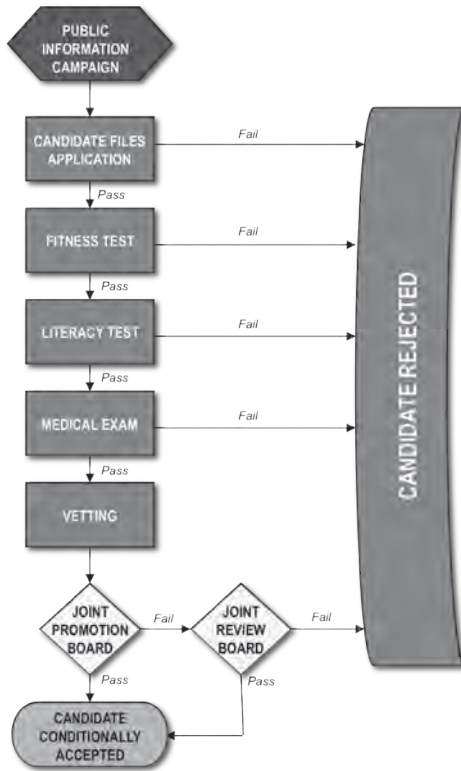 PUBLIC
INFORMATION
CAMPAIGN
CANDIDATE FILES
APPLICATION
Fail
Pass
FITNESS TEST
Fail
Pass
LITERACY TEST
Fail
Pass
MEDICAL EXAM
Fail
Pass
VETTING
CANDIDATE REJECTED
JOINT
PROMOTION
BOARD
Fail
JOINT
REVIEW
BOARD
Fail
Pass
Pass
CANDIDATE
CONDITIONALLY
ACCEPTED